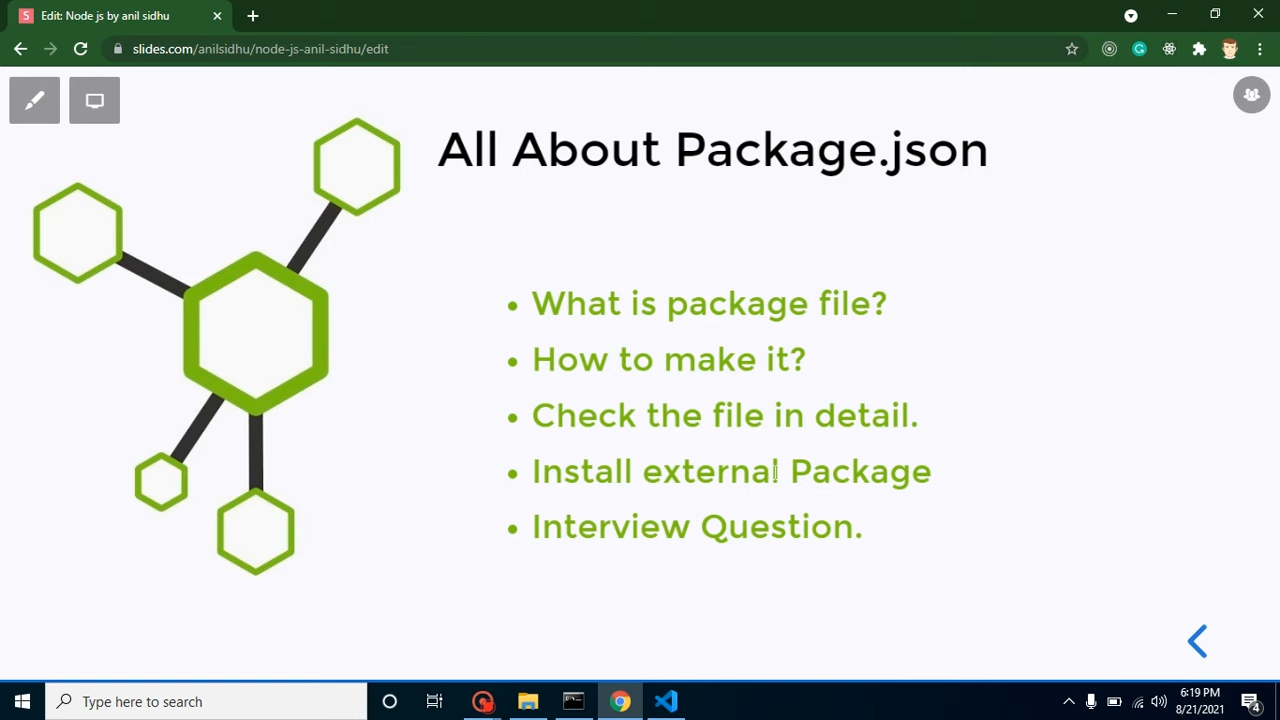 Edit: Node js by anil sidhu
slides.com/anilsidhu/node-js-anil-sidhu/edit
All About Package.json
• What is package file?
• How to make it?
• Check the file in detail.
• Install external Package
• Interview Question.
Type here to search
6:19 PM
8/21/2021
4